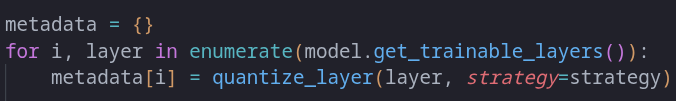 metadata = {}
for i, layer in enumerate(model.get_trainable_layers()):
    metadata[i] = quantize_layer(layer, strategy=strategy)